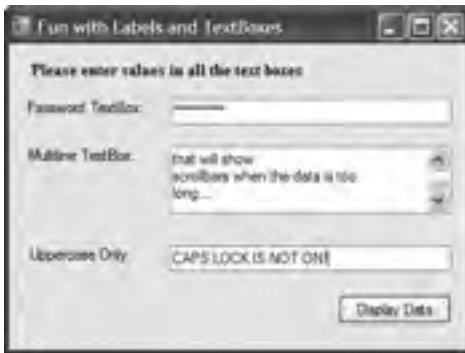 Fun with Labels and TextBoxes
Please enter values in all the text boxes
Password TextBox:
Multiline TextBox:
that will show
scrollbars when the data is too
long...
Uppercase Only:
CAPS LOCK IS NOT ON!
Display Data